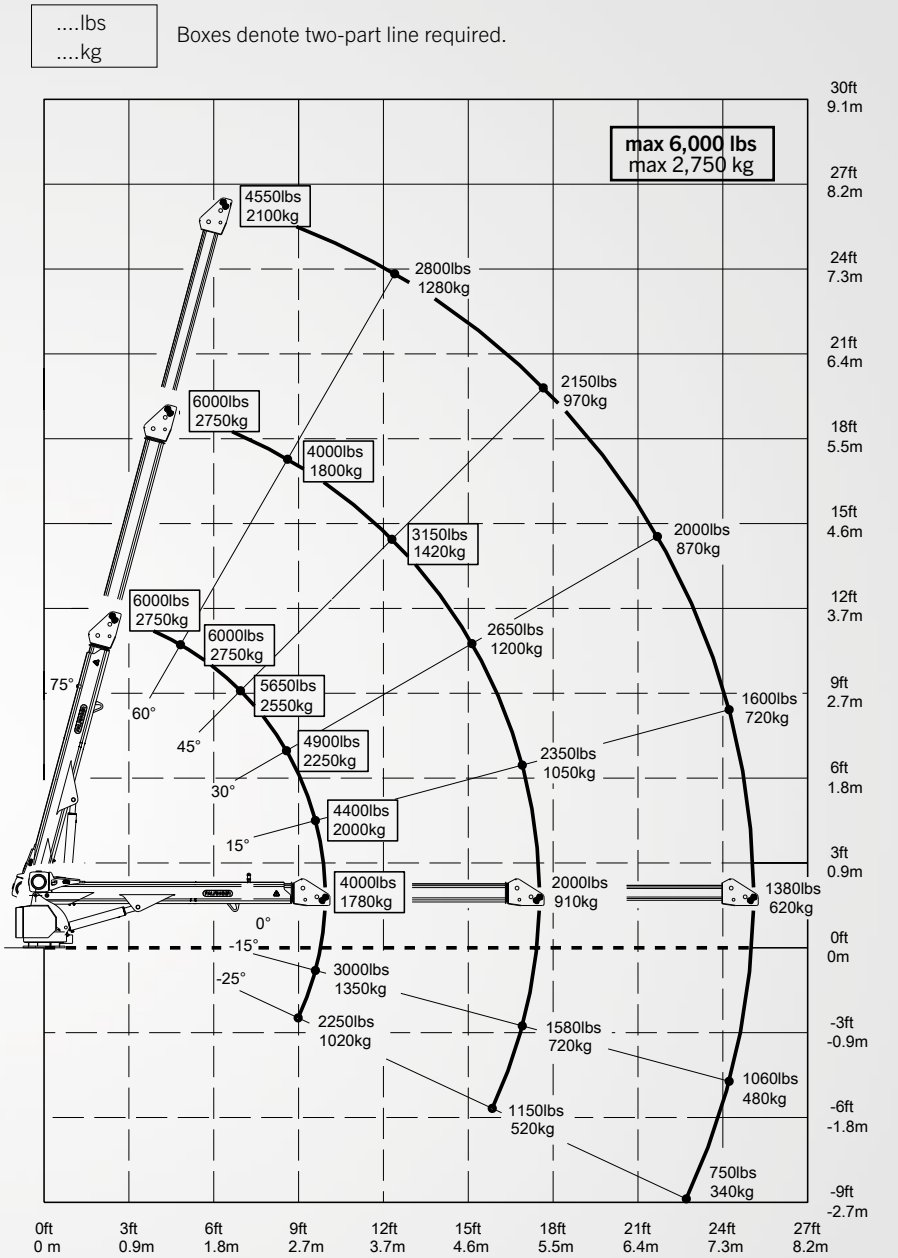 ....lbs
....kg
Boxes denote two-part line required.
30ft
9.1m
max 6,000 lbs
max 2,750 kg
27ft
8.2m
4550lbs
2100kg
24ft
7.3m
2800lbs
1280kg
21ft
6.4m
2150lbs
970kg
6000lbs
2750kg
18ft
5.5m
4000lbs
1800kg
15ft
4.6m
3150lbs
1420kg
2000lbs
870kg
12ft
3.7m
6000lbs
2750kg
6000lbs
2750kg
2650lbs
1200kg
75°
60°
5650lbs
2550kg
9ft
2.7m
1600lbs
720kg
45°
4900lbs
2250kg
2350lbs
1050kg
30°
6ft
1.8m
4400lbs
2000kg
15°
3ft
0.9m
4000lbs
1780kg
2000lbs
910kg
1380lbs
620kg
0°
0ft
0m
-15°
3000lbs
1350kg
-25°
2250lbs
1020kg
1580lbs
720kg
-3ft
-0.9m
1060lbs
480kg
1150lbs
520kg
-6ft
-1.8m
750lbs
340kg
-9ft
-2.7m
0ft 3ft 6ft 9ft 12ft 15ft 18ft 21ft 24ft 27ft
0 m 0.9m 1.8m 2.7m 3.7m 4.6m 5.5m 6.4m 7.3m 8.2m